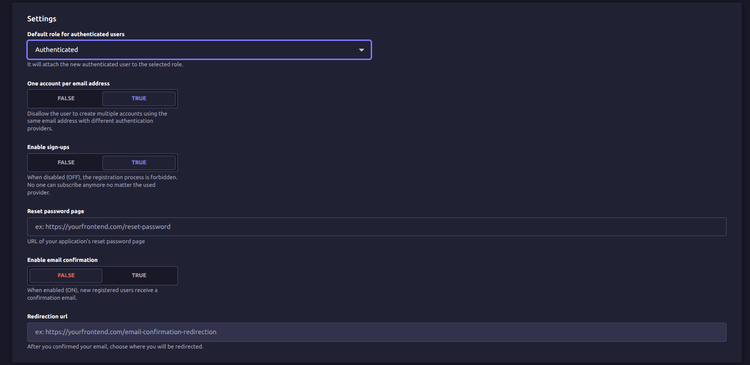 Settings
Default role for authenticated users
Authenticated
It will attach the new authenticated user to the selected role.
One account per email address
FALSE TRUE
Disallow the user to create multiple accounts using the
same email address with different authentication
providers.
Enable sign-ups
FALSE TRUE
When disabled (OFF), the registration process is forbidden.
No one can subscribe anymore no matter the used
provider.
Reset password page
ex: https://yourfrontend.com/reset-password
URL of your application's reset password page
Enable email confirmation
FALSE TRUE
When enabled (ON), new registered users receive a
confirmation email.
Redirection url
ex: https://yourfrontend.com/email-confirmation-redirection
After you confirmed your email, choose where you will be redirected.